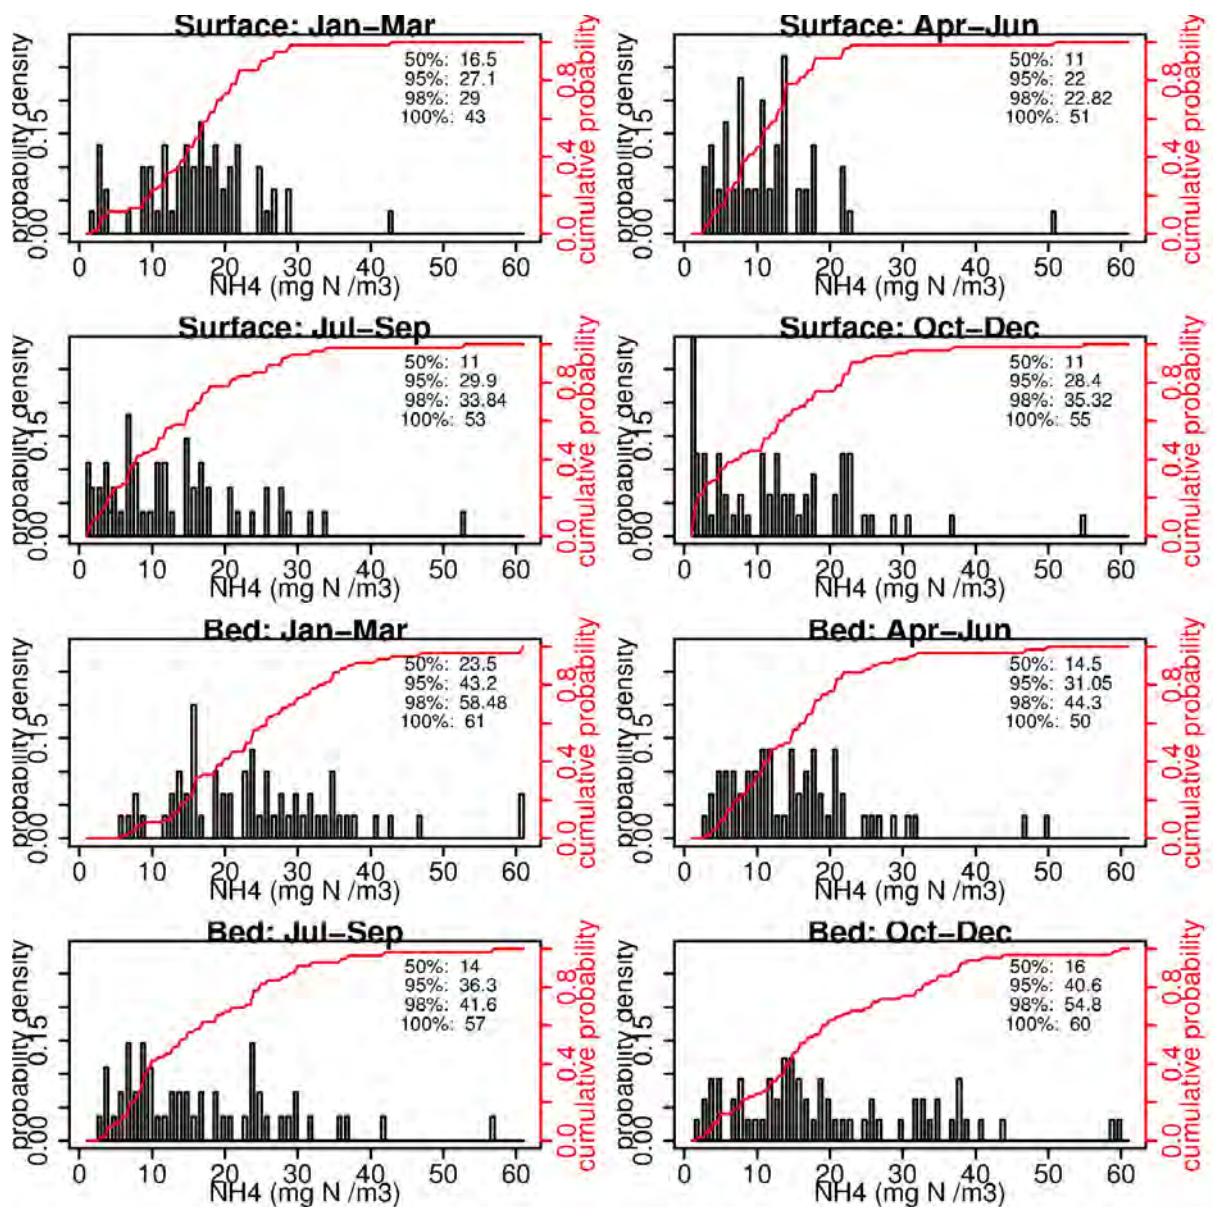 Surface: Jan−Mar
probability density
0.00 0.15
50%: 16.5
95%: 27.1
98%: 29
100%: 43
0.0 0.4 0.8
cumulative probability
0 10 20 30 40 50 60
NH4 (mg N /m3)
Surface: Apr−Jun
probability density
0.00 0.15
50%: 11
95%: 22
98%: 22.82
100%: 51
0.0 0.4 0.8
cumulative probability
0 10 20 30 40 50 60
NH4 (mg N /m3)
Surface: Jul−Sep
probability density
0.00 0.15
50%: 11
95%: 29.9
98%: 33.84
100%: 53
0.0 0.4 0.8
cumulative probability
0 10 20 30 40 50 60
NH4 (mg N /m3)
Surface: Oct−Dec
probability density
0.00 0.15
50%: 11
95%: 28.4
98%: 35.32
100%: 55
0.0 0.4 0.8
cumulative probability
0 10 20 30 40 50 60
NH4 (mg N /m3)
Bed: Jan−Mar
probability density
0.00 0.15
50%: 23.5
95%: 43.2
98%: 58.48
100%: 61
0.0 0.4 0.8
cumulative probability
0 10 20 30 40 50 60
NH4 (mg N /m3)
Bed: Apr−Jun
probability density
0.00 0.15
50%: 14.5
95%: 31.05
98%: 44.3
100%: 50
0.0 0.4 0.8
cumulative probability
0 10 20 30 40 50 60
NH4 (mg N /m3)
Bed: Jul−Sep
probability density
0.00 0.15
50%: 14
95%: 36.3
98%: 41.6
100%: 57
0.0 0.4 0.8
cumulative probability
0 10 20 30 40 50 60
NH4 (mg N /m3)
Bed: Oct−Dec
probability density
0.00 0.15
50%: 16
95%: 40.6
98%: 54.8
100%: 60
0.0 0.4 0.8
cumulative probability
0 10 20 30 40 50 60
NH4 (mg N /m3)